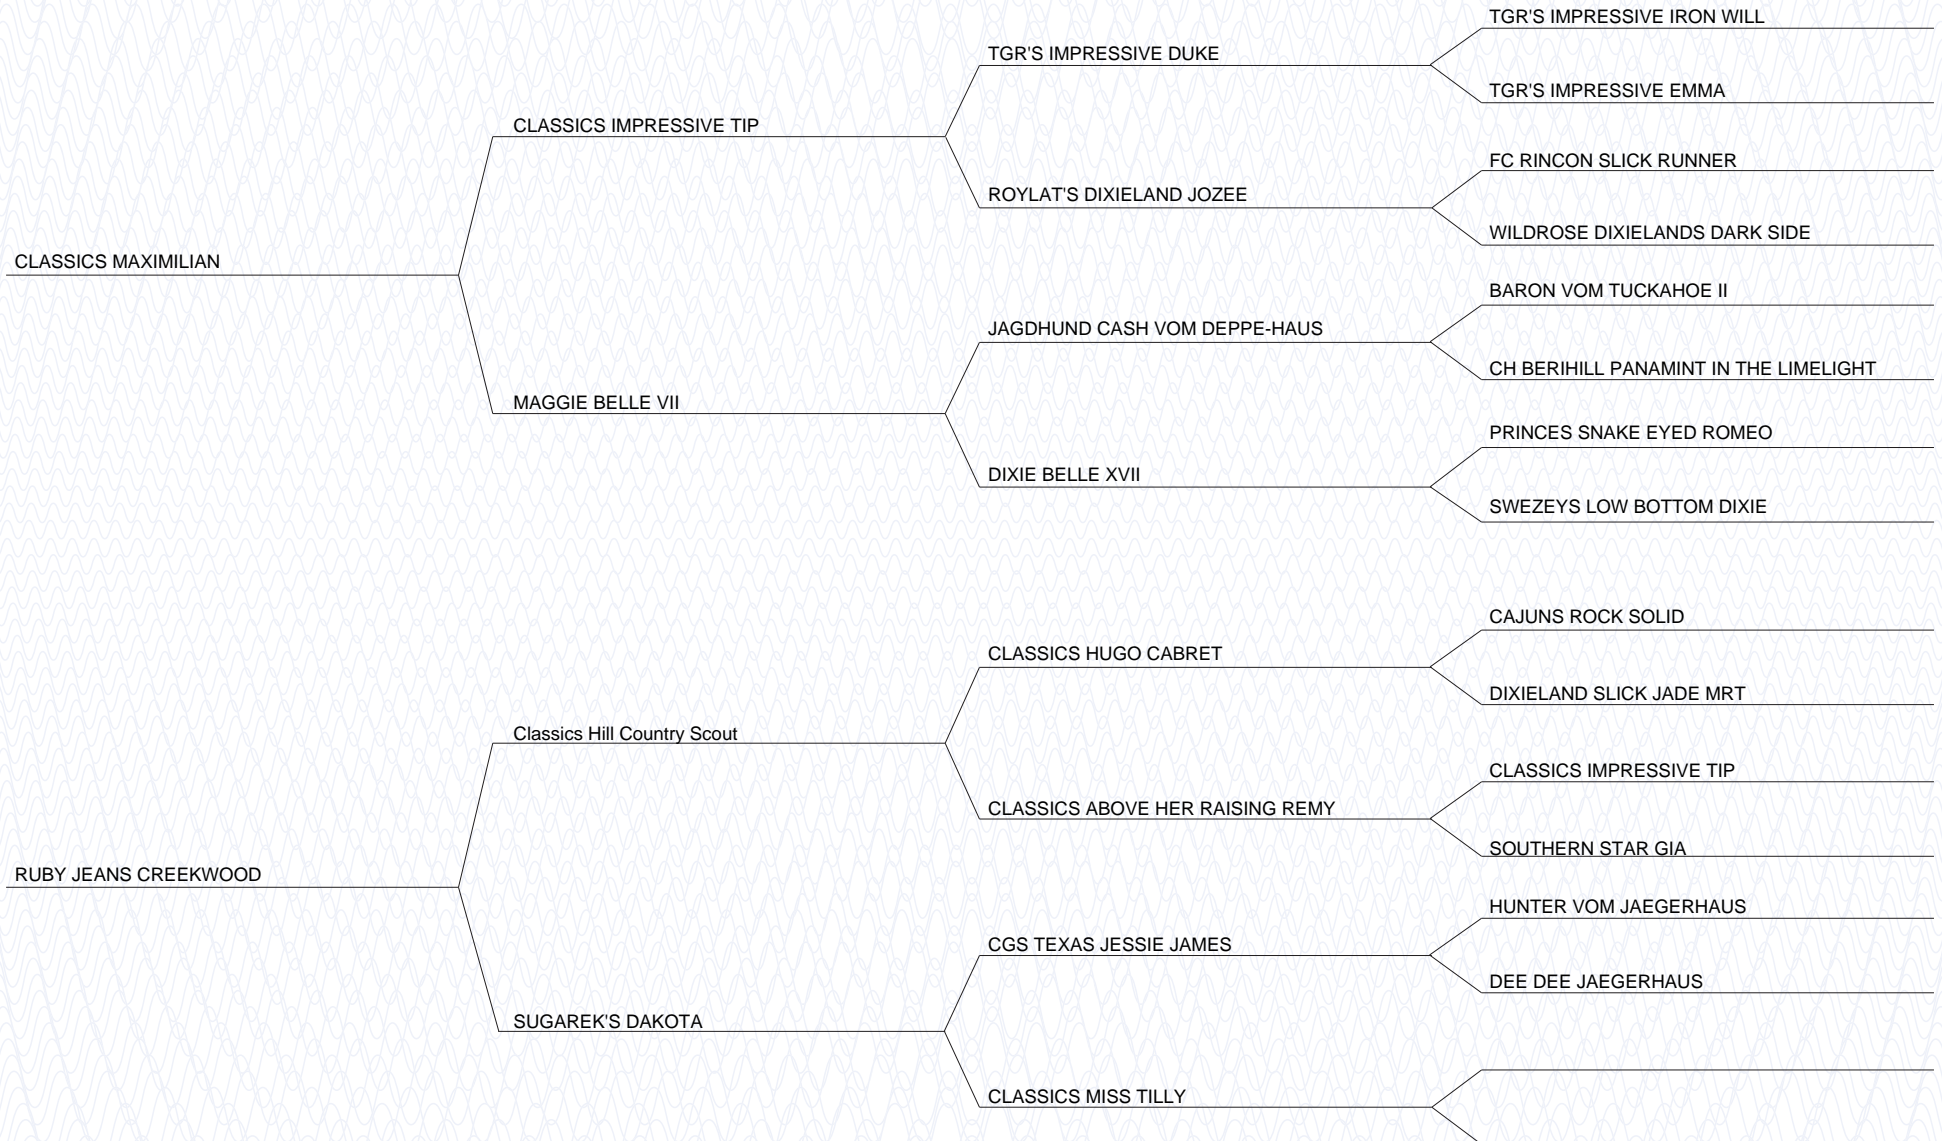 TGR'S IMPRESSIVE IRON WILL
TGR'S IMPRESSIVE DUKE
TGR'S IMPRESSIVE EMMA
CLASSICS IMPRESSIVE TIP
FC RINCON SLICK RUNNER
ROYLAT'S DIXIELAND JOZEE
WILDROSE DIXIELANDS DARK SIDE
CLASSICS MAXIMILIAN
BARON VOM TUCKAHOE II
JAGDHUND CASH VOM DEPPE-HAUS
CH BERIHILL PANAMINT IN THE LIMELIGHT
MAGGIE BELLE VII
PRINCES SNAKE EYED ROMEO
DIXIE BELLE XVII
SWEZEYS LOW BOTTOM DIXIE
CAJUNS ROCK SOLID
CLASSICS HUGO CABRET
DIXIELAND SLICK JADE MRT
Classics Hill Country Scout
CLASSICS IMPRESSIVE TIP
CLASSICS ABOVE HER RAISING REMY
SOUTHERN STAR GIA
RUBY JEANS CREEKWOOD
HUNTER VOM JAEGERHAUS
CGS TEXAS JESSIE JAMES
DEE DEE JAEGERHAUS
SUGAREK'S DAKOTA
CLASSICS MISS TILLY